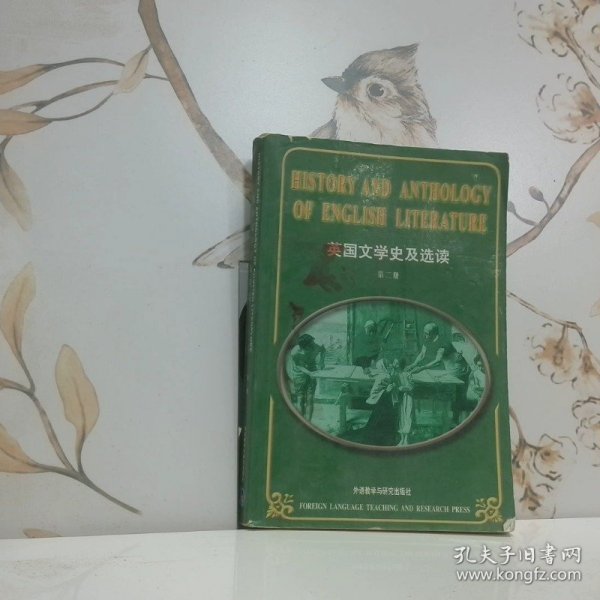 HISTORY AND ANTHOLOGY
OF ENGLISH LITERATURE
英国文学史及选读
第二册
外语教学与研究出版社
FOREIGN LANGUAGE TEACHING AND RESEARCH PRESS
孔夫子旧书网
www.kongfz.com